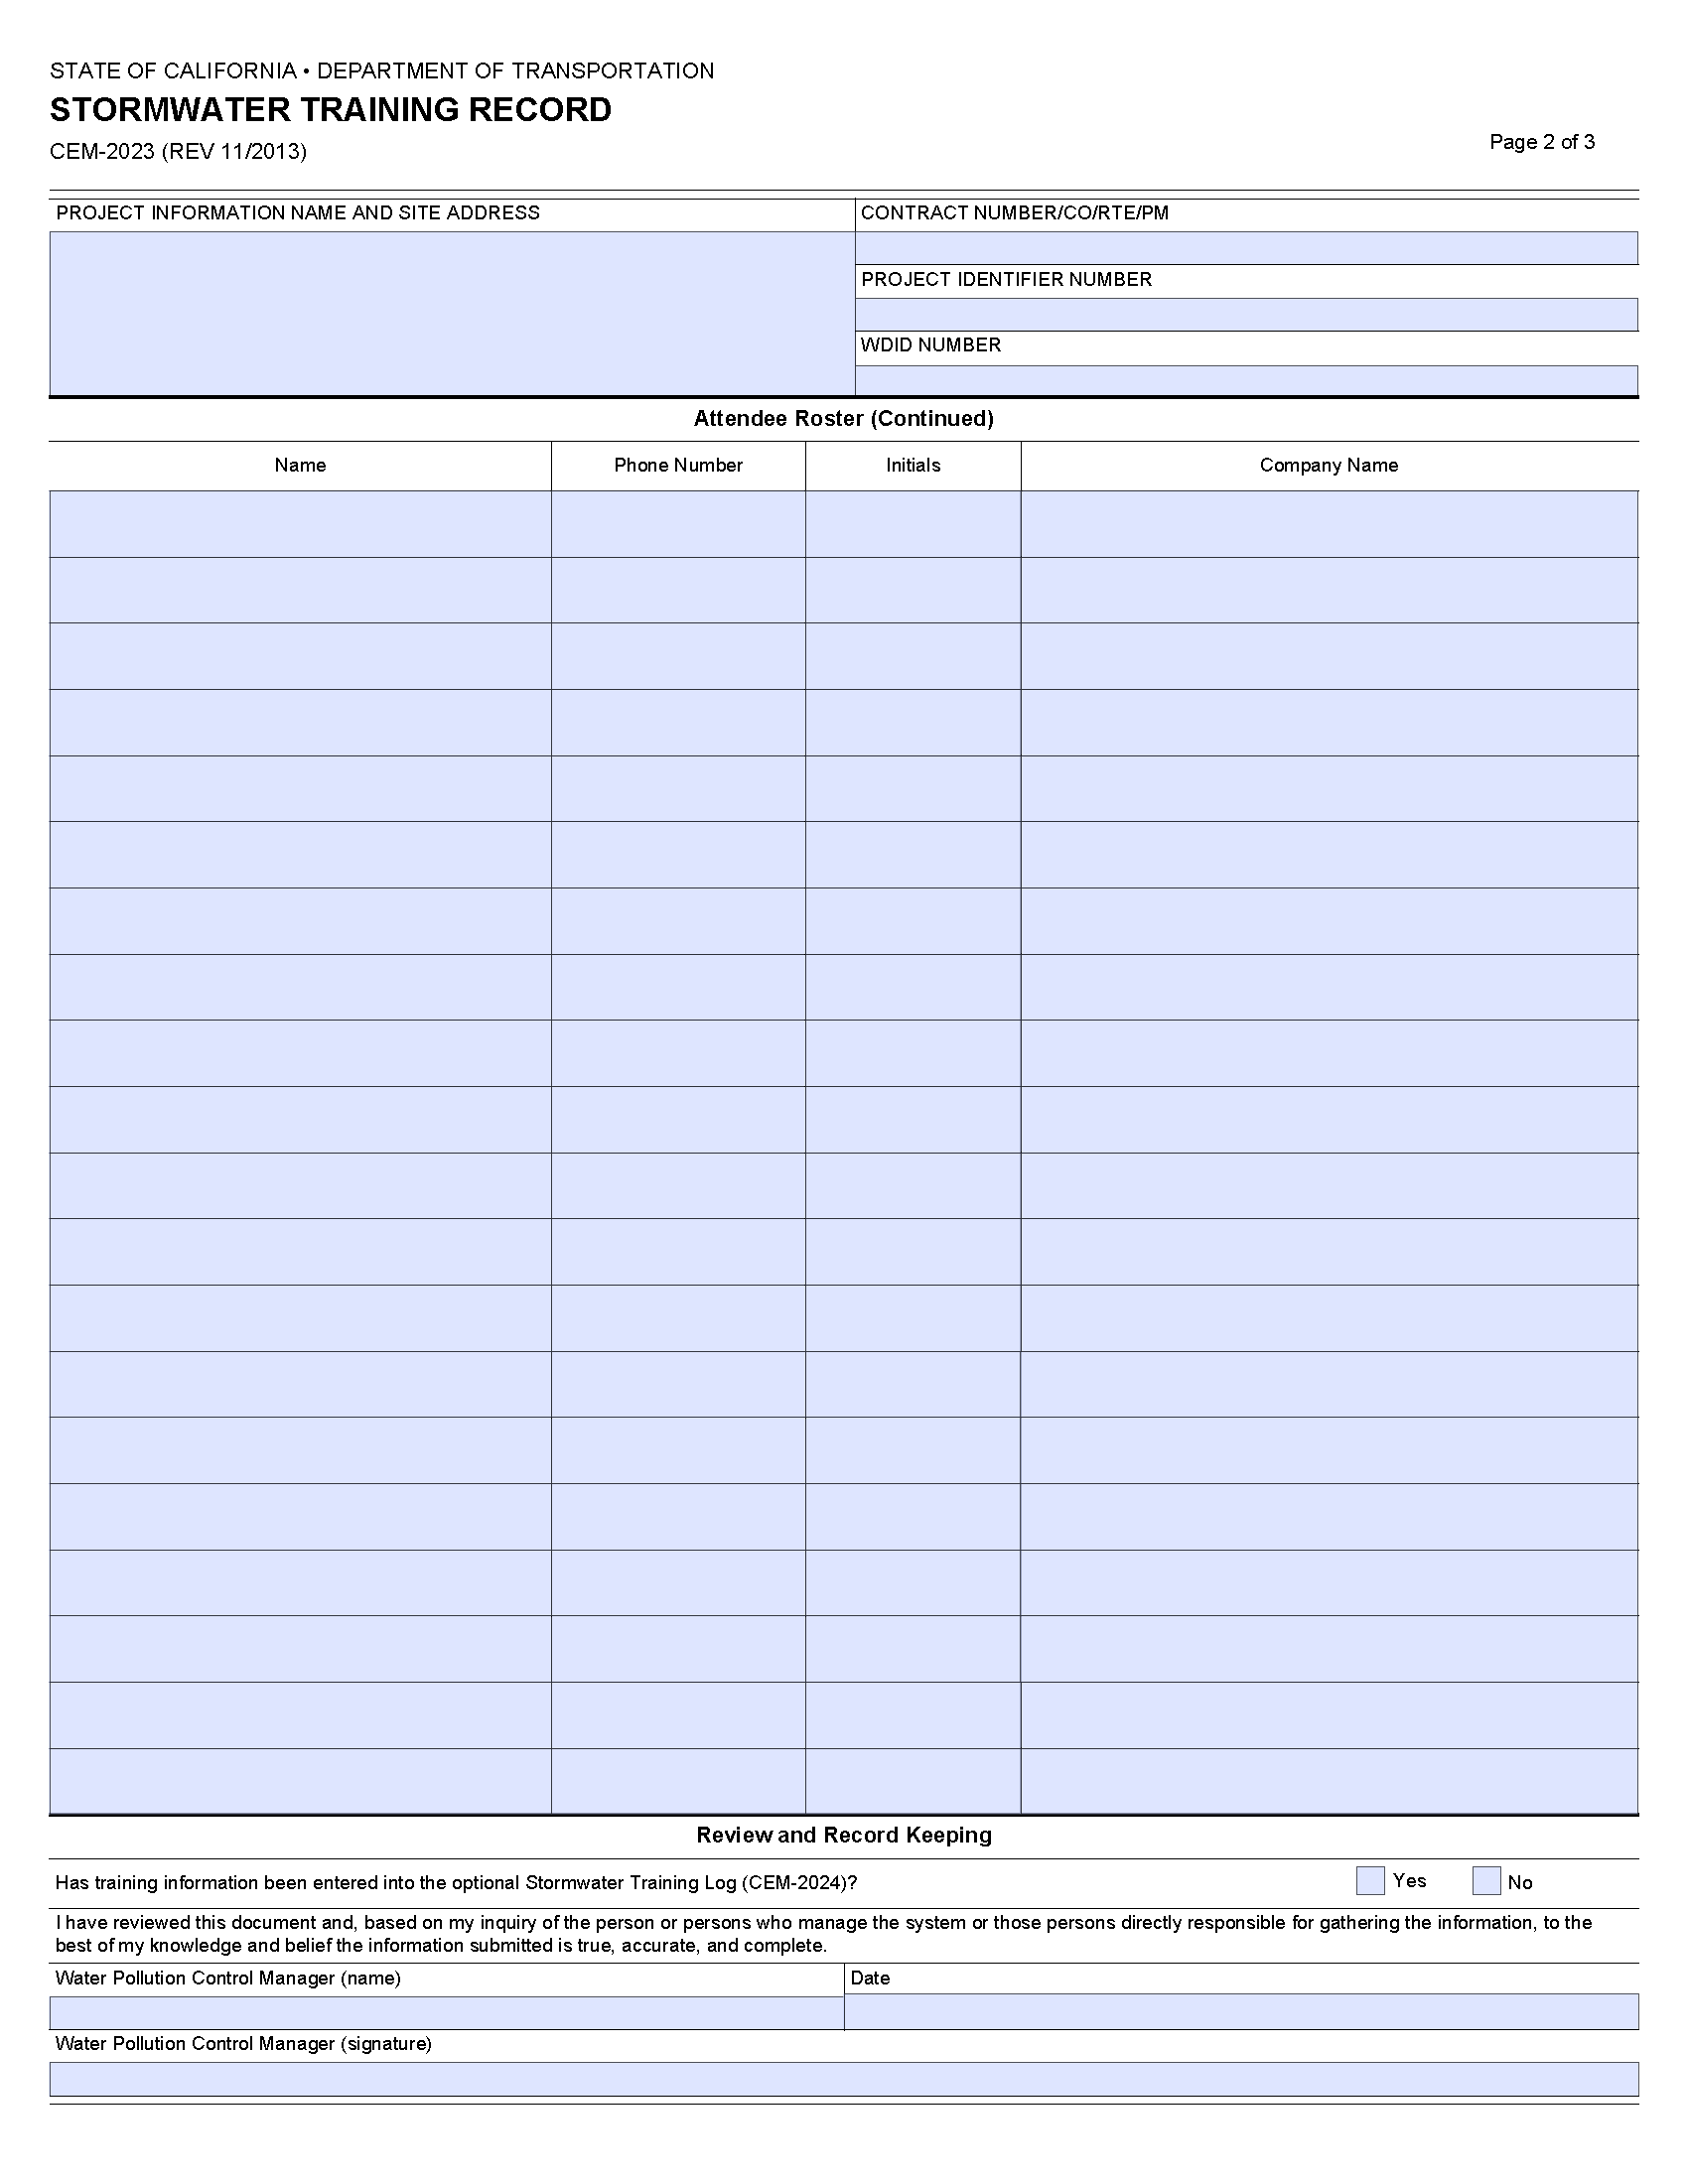 STATE OF CALIFORNIA • DEPARTMENT OF TRANSPORTATION
STORMWATER TRAINING RECORD
CEM-2023 (REV 11/2013)
Page 2 of 3
PROJECT INFORMATION NAME AND SITE ADDRESS
CONTRACT NUMBER/CO/RTE/PM
PROJECT IDENTIFIER NUMBER
WDID NUMBER
Attendee Roster (Continued)
Name Phone Number Initials Company Name
Review and Record Keeping
Has training information been entered into the optional Stormwater Training Log (CEM-2024)? Yes No
I have reviewed this document and, based on my inquiry of the person or persons who manage the system or those persons directly responsible for gathering the information, to the
best of my knowledge and belief the information submitted is true, accurate, and complete.
Water Pollution Control Manager (name) Date
Water Pollution Control Manager (signature)